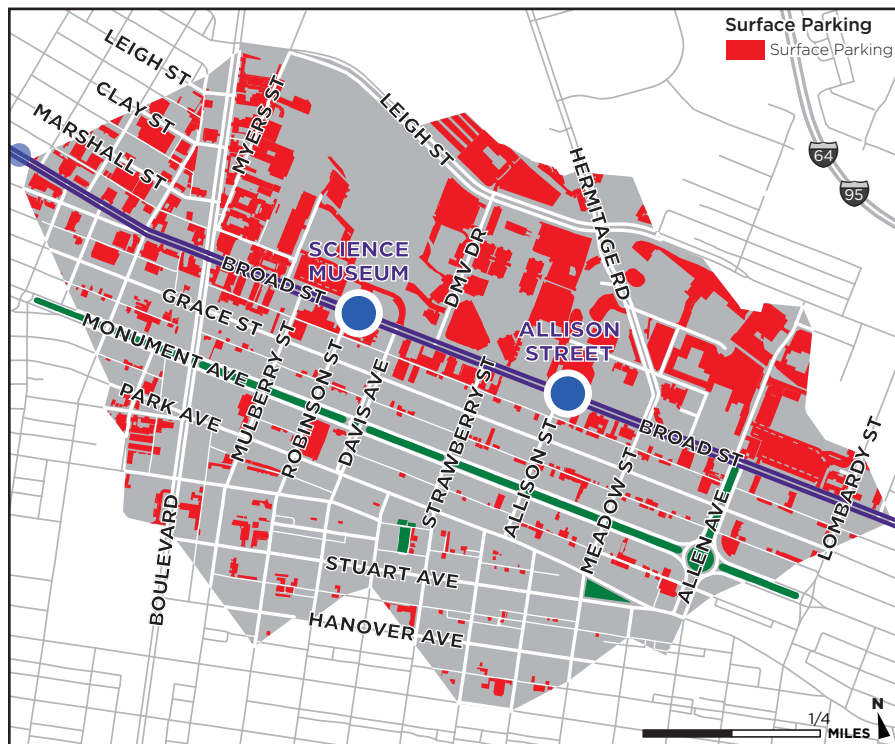 Surface Parking
Surface Parking
LEIGH ST
CLAY ST
MARSHALL ST
MYERS ST
LEIGH ST
HERMITAGE RD
64
95
SCIENCE
MUSEUM
BROAD ST
DMV DR
GRACE ST
ALLISON
STREET
MONUMENT AVE
MULBERRY ST
ROBINSON ST
DAVIS AVE
PARK AVE
STRAWBERRY ST
ALLISON ST
BROAD ST
MEADOW ST
ALLEN AVE
LOMBARDY ST
BOULEVARD
STUART AVE
HANOVER AVE
N
1/4
MILES